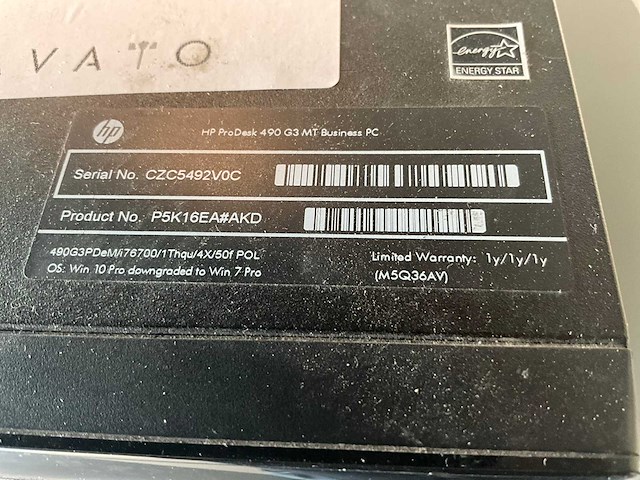 VATO
energy
ENERGY STAR
hp
HP ProDesk 490 G3 MT Business PC
Serial No. CZC5492V0C
Product No. P5K16EA#AKD
490G3PDeM/i76700/1Thqu/4X/50f POL
Limited Warranty: 1y/1y/1y
OS: Win 10 Pro downgraded to Win 7 Pro
(M5Q36AV)